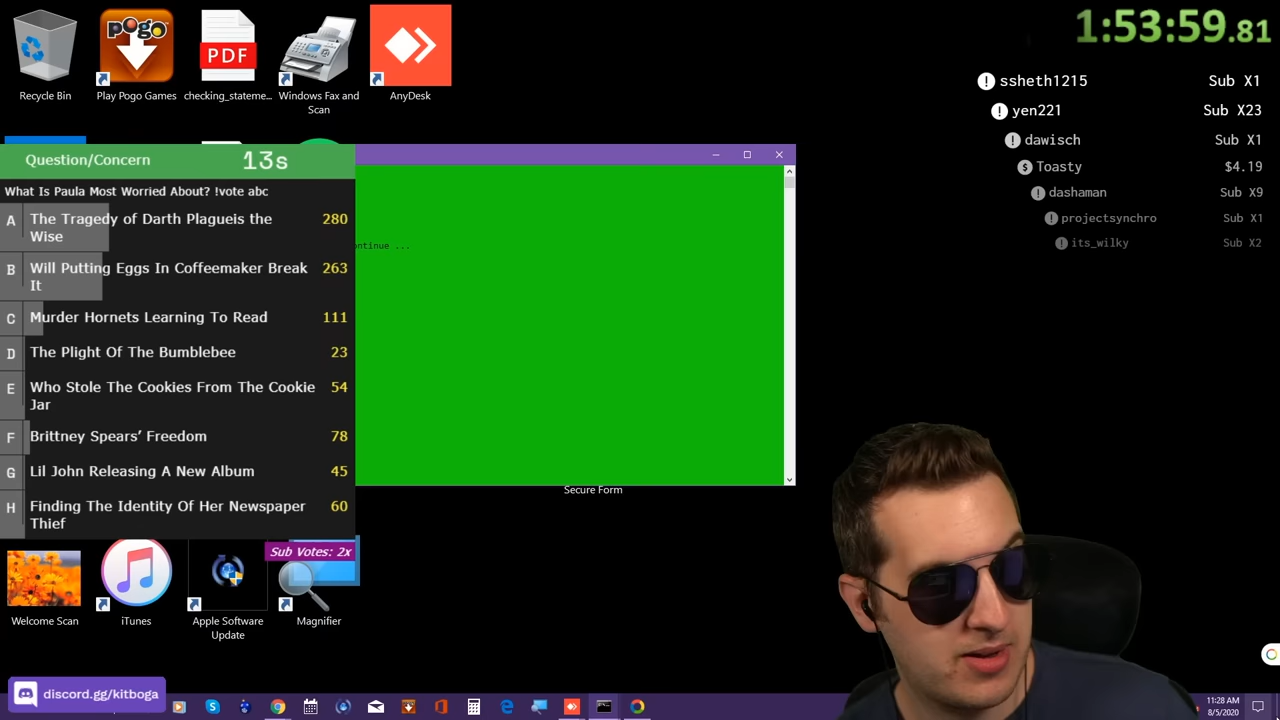 1:53:59.81
Recycle Bin
Play Pogo Games
pogo
PDF
checking_stateme...
Windows Fax and
Scan
AnyDesk
ssheth1215 Sub X1
yen221 Sub X23
dawisch Sub X1
Toasty $4.19
dashaman Sub X9
projectsynchro Sub X1
its_wilky Sub X2
Question/Concern 13s
What Is Paula Most Worried About? !vote abc
A The Tragedy of Darth Plagueis the 280
Wise
B Will Putting Eggs In Coffeemaker Break 263
It
C Murder Hornets Learning To Read 111
D The Plight Of The Bumblebee 23
E Who Stole The Cookies From The Cookie 54
Jar
F Brittney Spears' Freedom 78
G Lil John Releasing A New Album 45
H Finding The Identity Of Her Newspaper 60
Thief
ontinue ...
Secure Form
Sub Votes: 2x
Welcome Scan
iTunes
Apple Software
Update
Magnifier
discord.gg/kitboga
11:28 AM
8/5/2020